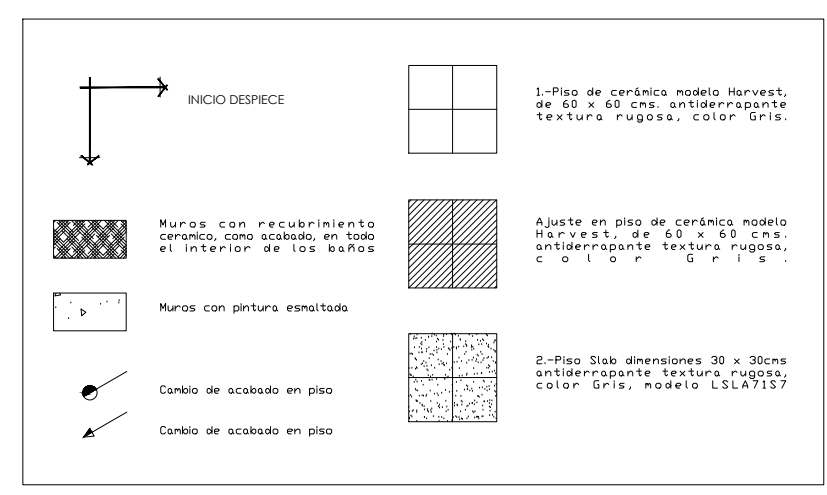 INICIO DESPIECE
Muros con recubrimiento
ceramico, como acabado, en todo
el interior de los baños
Muros con pintura esmaltada
Cambio de acabado en piso
Cambio de acabado en piso
1.-Piso de cerámica modelo Harvest,
de 60 x 60 cms. antiderrapante
textura rugosa, color Gris.
Ajuste en piso de cerámica modelo
Harvest, de 60 x 60 cms.
antiderrapante textura rugosa,
color Gris.
2.-Piso Slab dimensiones 30 x 30cms
antiderrapante textura rugosa,
color Gris, modelo LSLA71S7